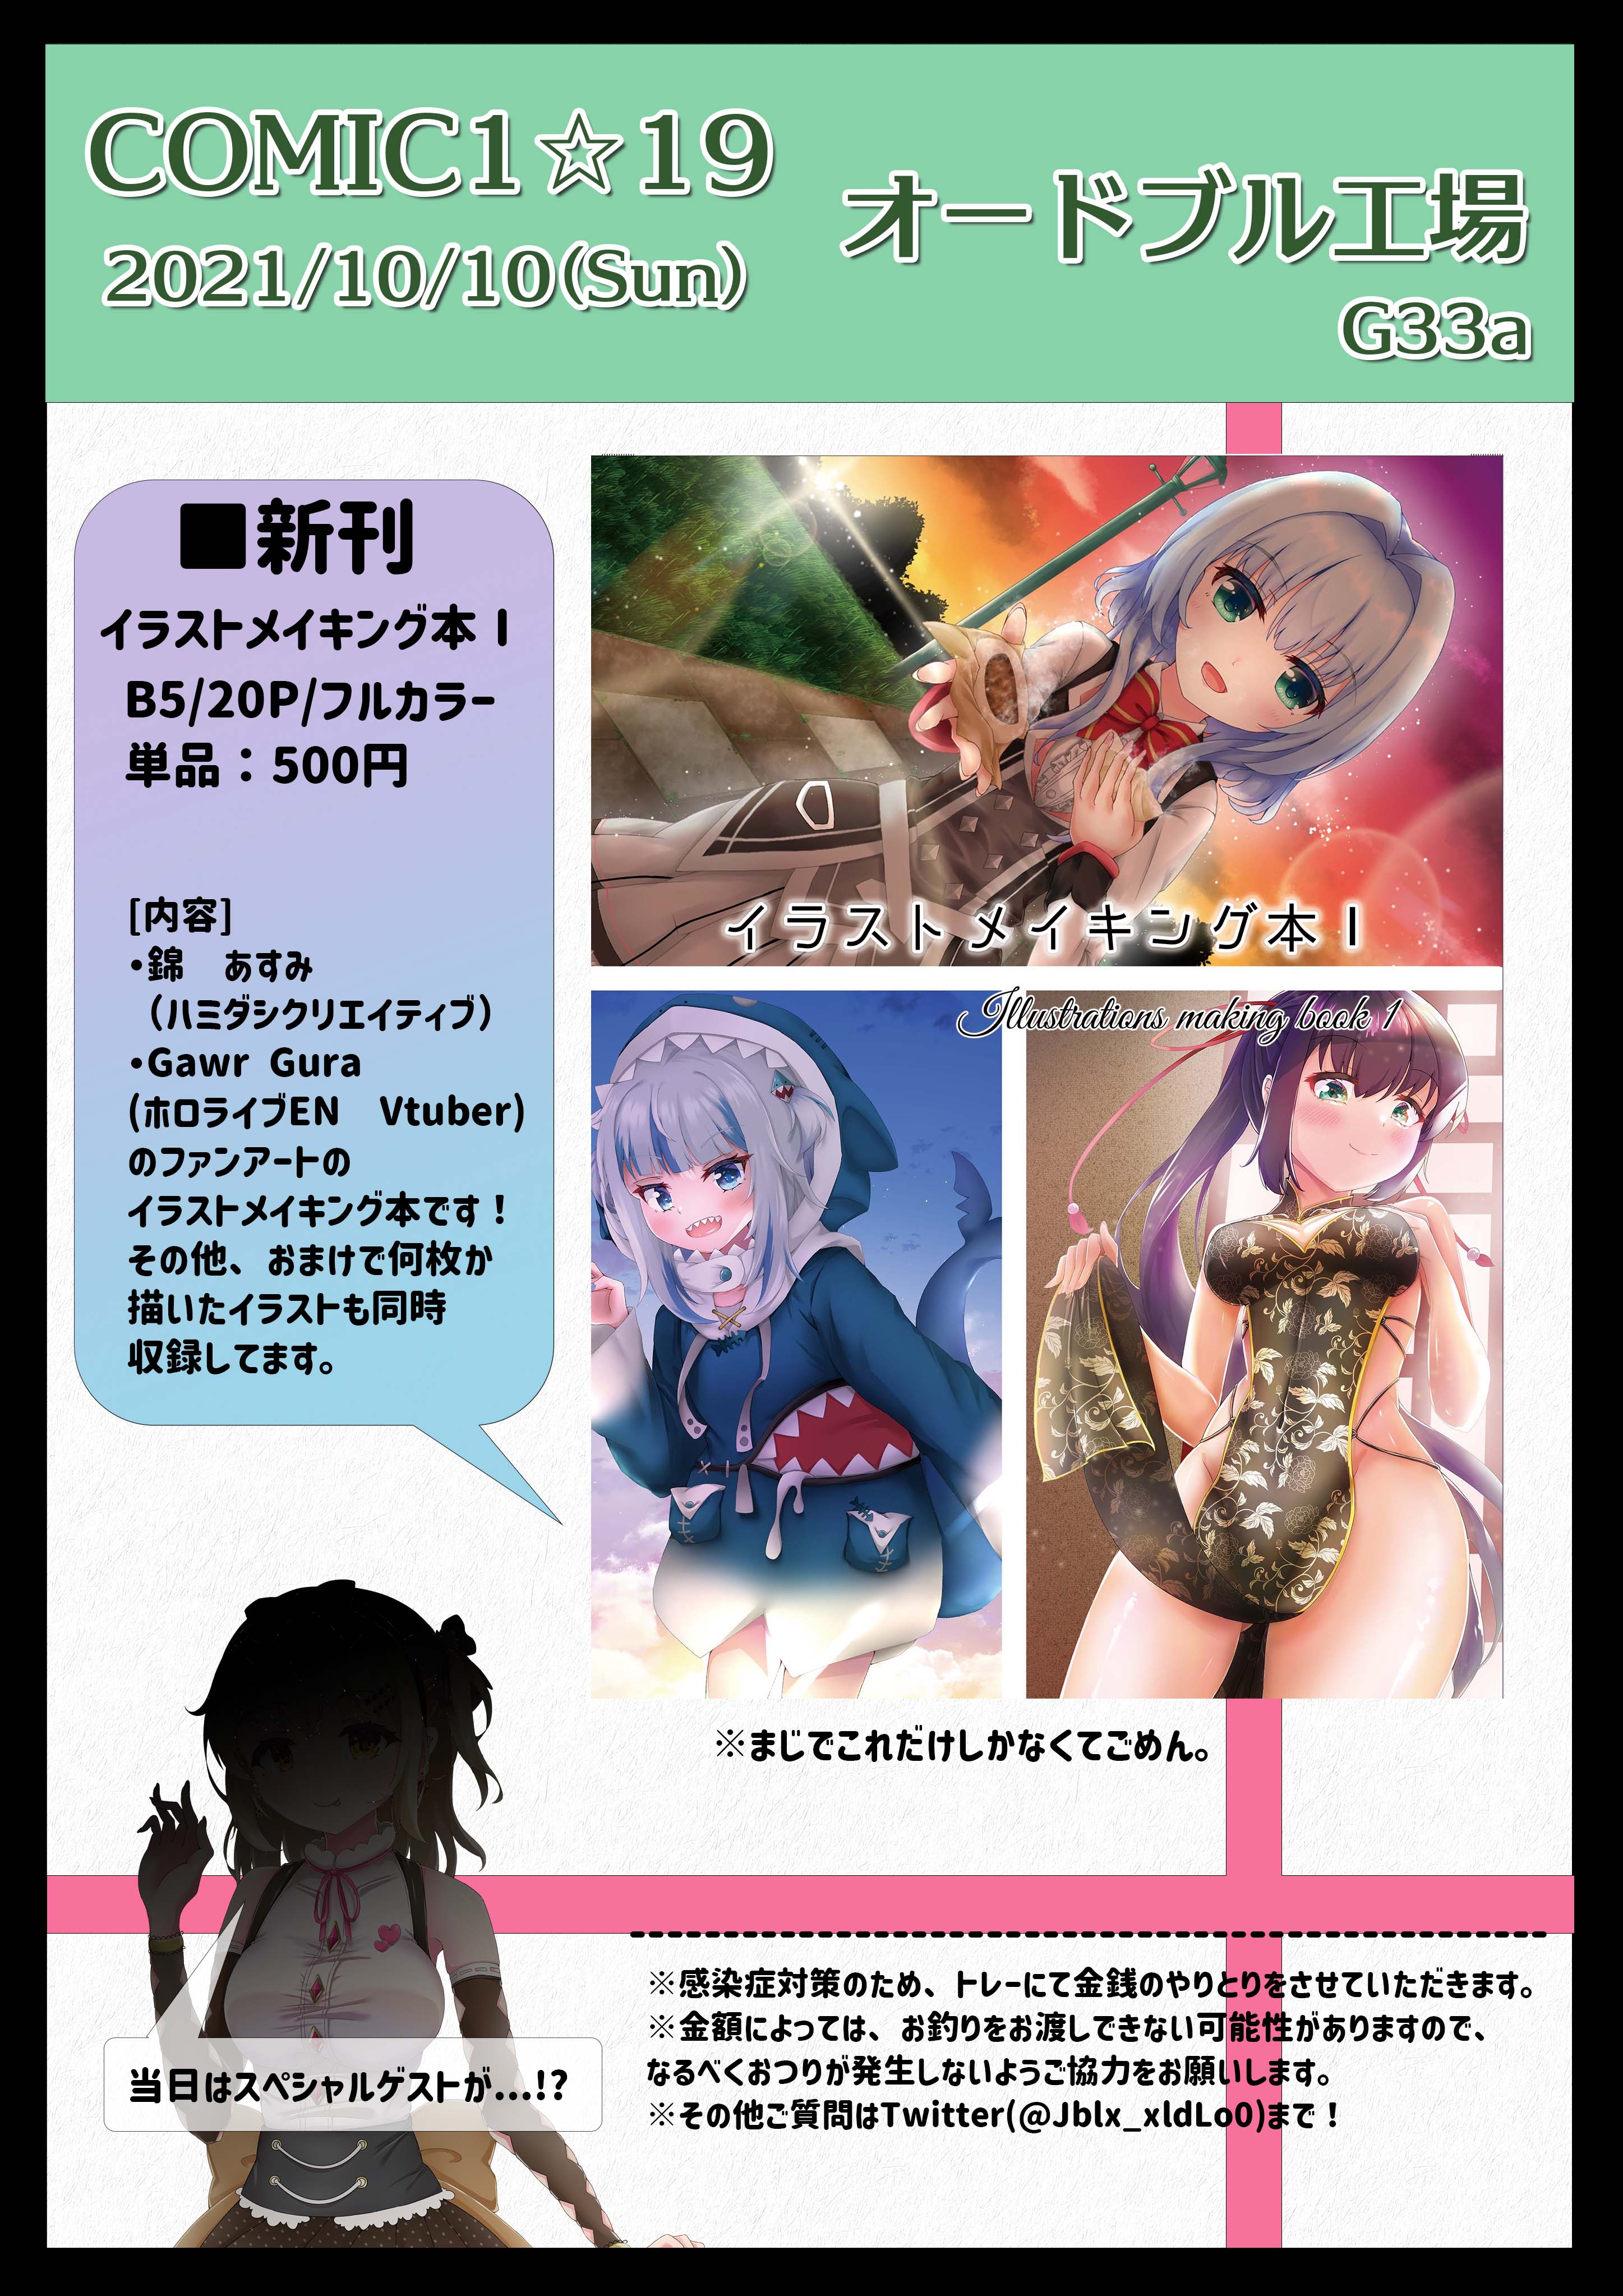 COMIC1☆19
2021/10/10(Sun)
オードブル工場
G33a
■新刊
イラストメイキング本 1
B5/20P/フルカラー
単品：500円
[内容]
・錦　あすみ
（ハミダシクリエイティブ）
・Gawr Gura
(ホロライブEN　Vtuber)
のファンアートの
イラストメイキング本です！
その他、おまけで何枚か
描いたイラストも同時
収録してます。
イラストメイキング本 1
Illustrations making book 1
※まじでこれだけしかなくてごめん。
当日はスペシャルゲストが...!?
※感染症対策のため、トレーにて金銭のやりとりをさせていただきます。
※金額によっては、お釣りをお渡しできない可能性がありますので、
なるべくおつりが発生しないようご協力をお願いします。
※その他ご質問はTwitter(@Jblx_xldLo0)まで！